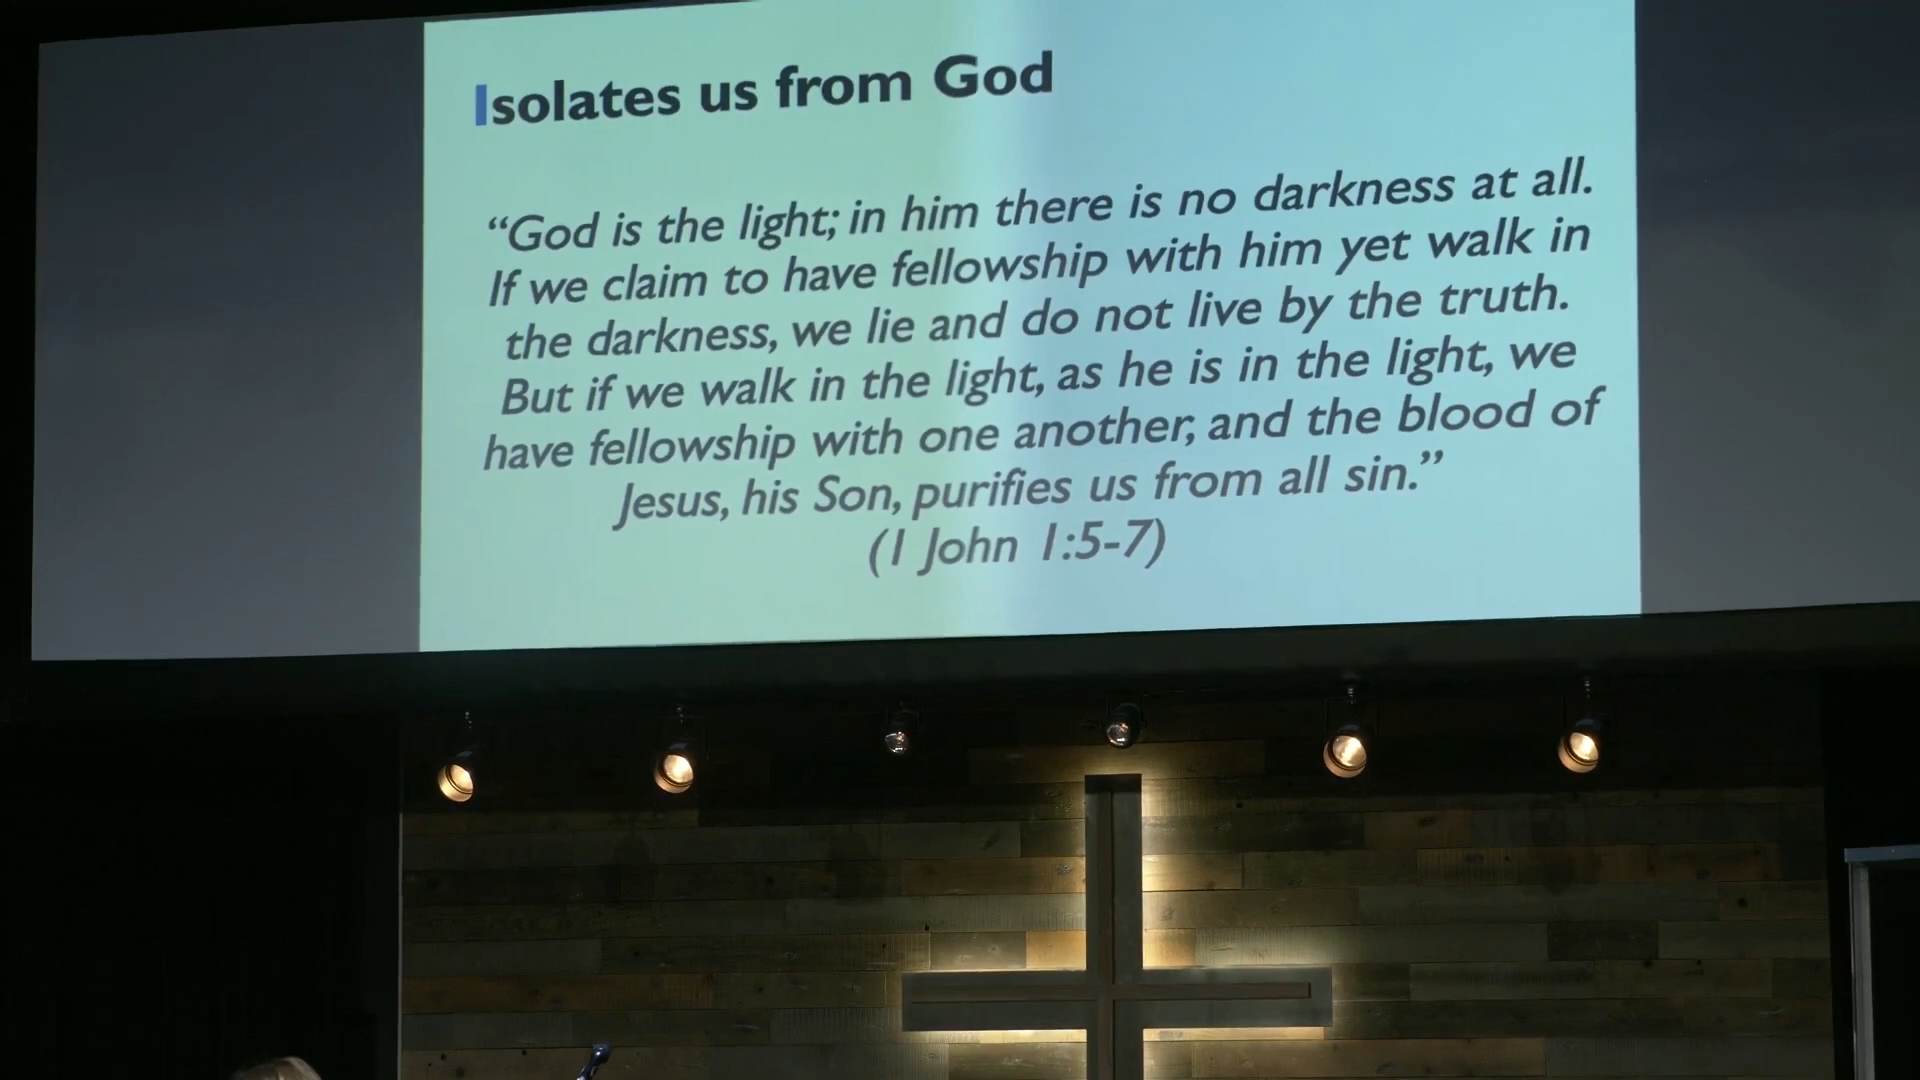 Isolates us from God
“God is the light; in him there is no darkness at all.
If we claim to have fellowship with him yet walk in
the darkness, we lie and do not live by the truth.
But if we walk in the light, as he is in the light, we
have fellowship with one another, and the blood of
Jesus, his Son, purifies us from all sin.”
(1 John 1:5-7)